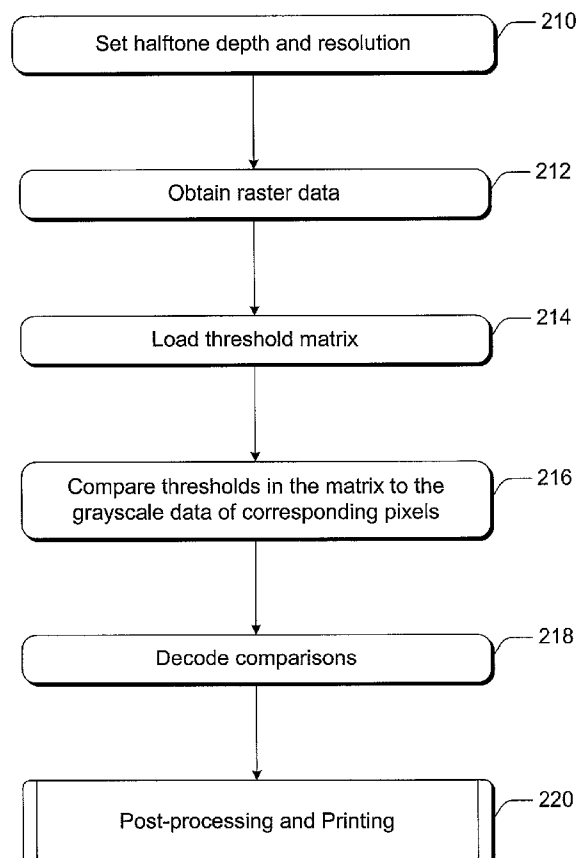 Set halftone depth and resolution
210
Obtain raster data
212
Load threshold matrix
214
Compare thresholds in the matrix to the
grayscale data of corresponding pixels
216
Decode comparisons
218
Post-processing and Printing
220